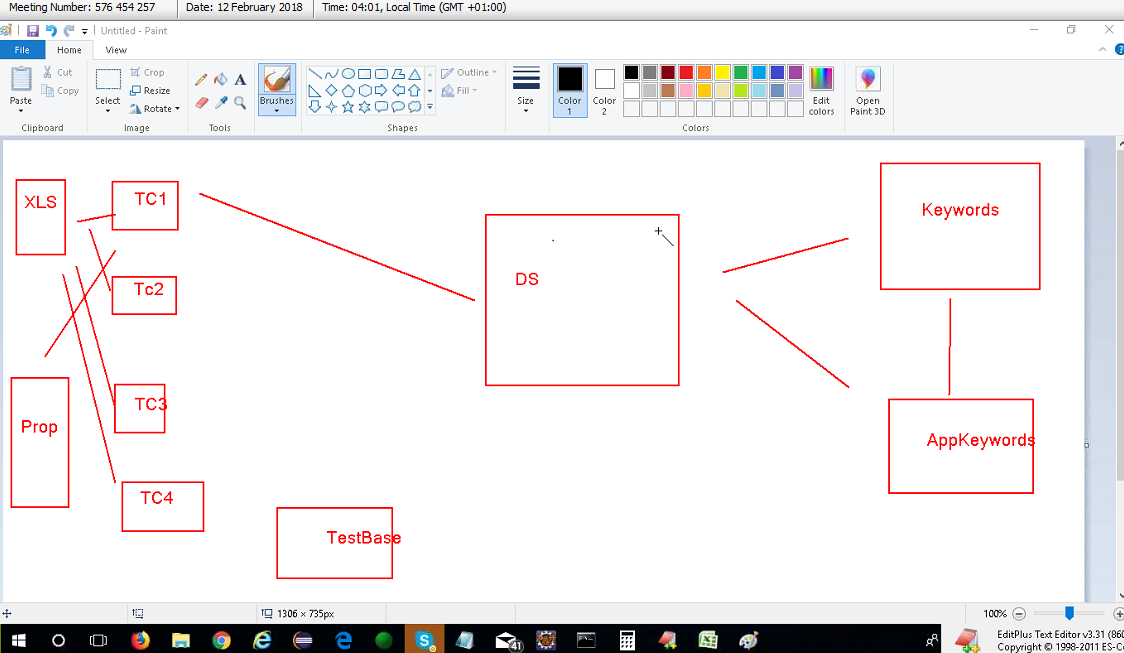 Meeting Number: 576 454 257 Date: 12 February 2018 Time: 04:01, Local Time (GMT +01:00)
Untitled - Paint
File Home View
Paste
Cut
Copy
Clipboard
Select
Crop
Resize
Rotate
Image
A
Tools
Brushes
Outline
Fill
Shapes
Size
Color 1
Color 2
Edit colors
Colors
Open Paint 3D
XLS
TC1
Keywords
Tc2
DS
TC3
Prop
AppKeywords
TC4
TestBase
1306 × 735px
100%
41
EditPlus Text Editor v3.31 (860
Copyright © 1998-2011 ES-C